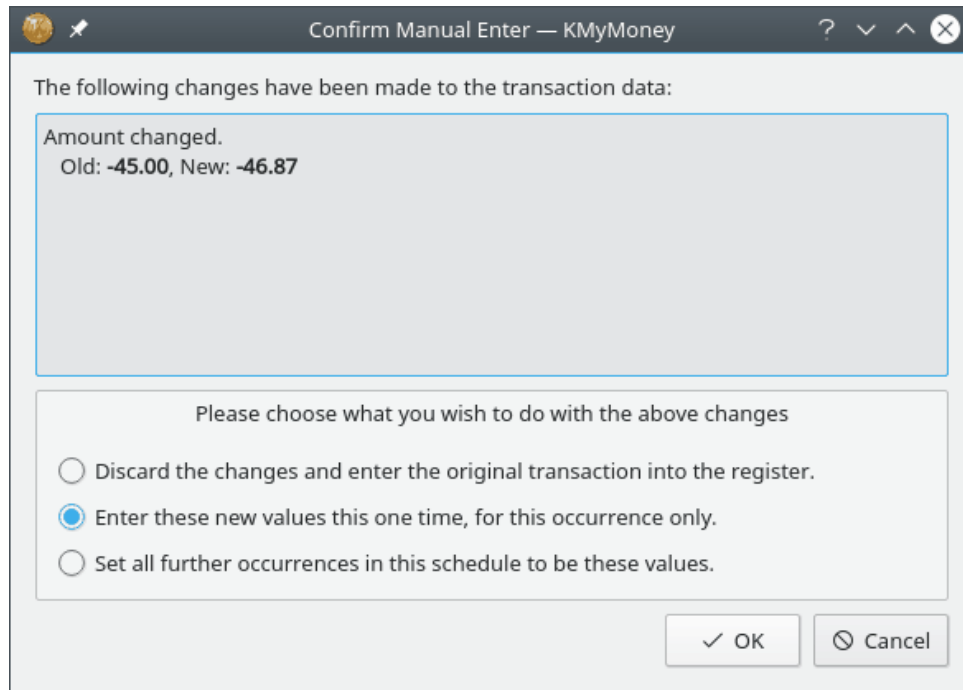 Confirm Manual Enter — KMyMoney
The following changes have been made to the transaction data:
Amount changed.
Old: -45.00, New: -46.87
Please choose what you wish to do with the above changes
Discard the changes and enter the original transaction into the register.
Enter these new values this one time, for this occurrence only.
Set all further occurrences in this schedule to be these values.
OK Cancel